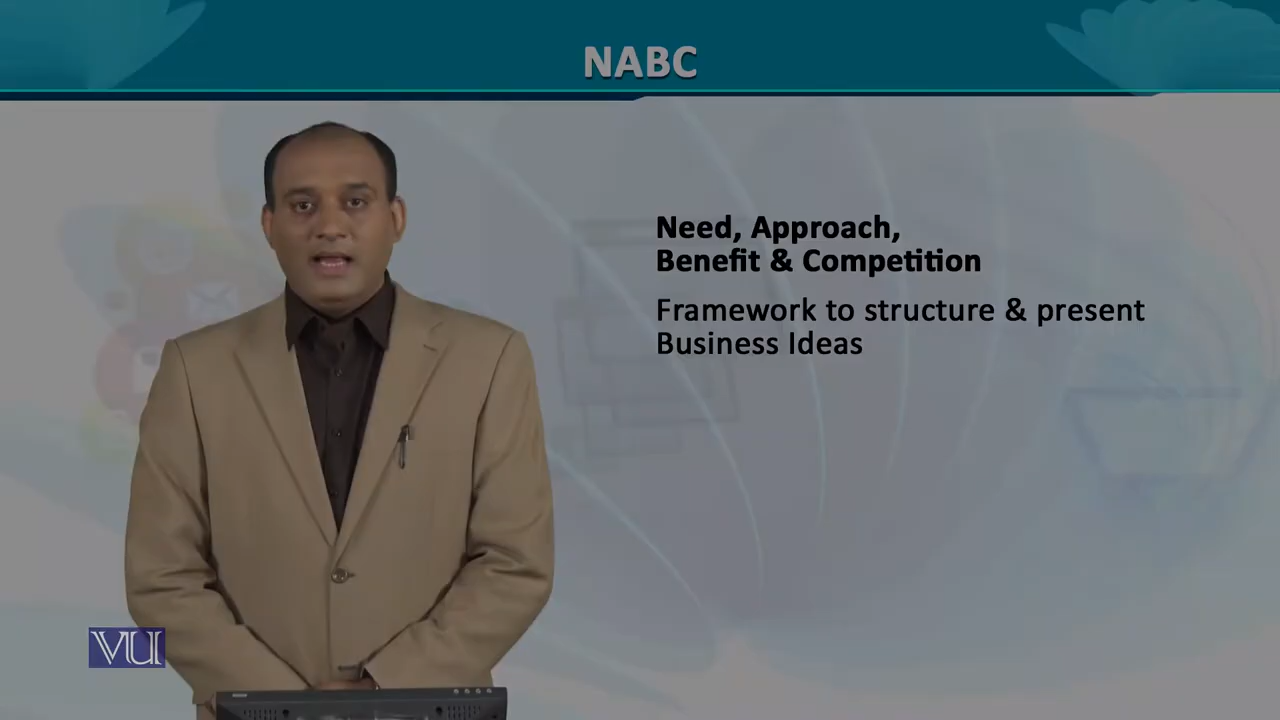 NABC
Need, Approach,
Benefit & Competition
Framework to structure & present
Business Ideas
VU